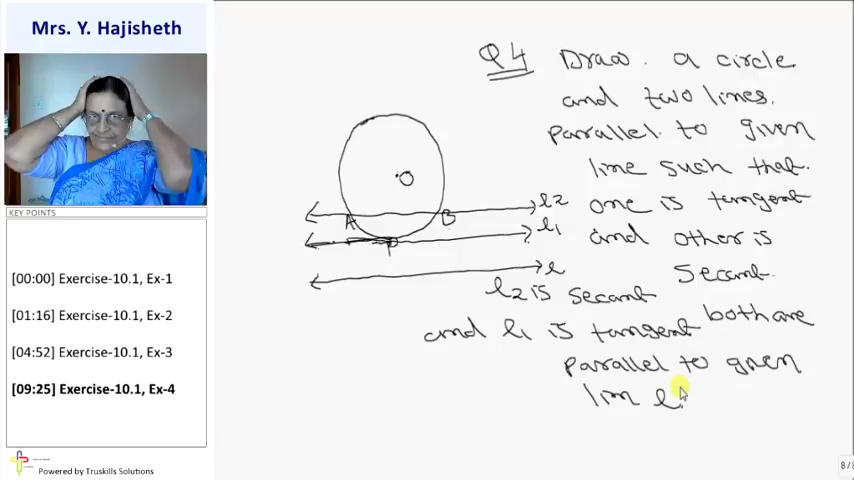 Mrs. Y. Hajisheth
KEY POINTS
[00:00] Exercise-10.1, Ex-1
[01:16] Exercise-10.1, Ex-2
[04:52] Exercise-10.1, Ex-3
[09:25] Exercise-10.1, Ex-4
Powered by Truskills Solutions
Q4 Draw a circle
and two lines.
parallel to given
line such that.
one is tangent
and other is
secant.
O
A
B
l2
P
l1
l
l2 is secant
and l1 is tangent both are
parallel to given
lin l.
8/8